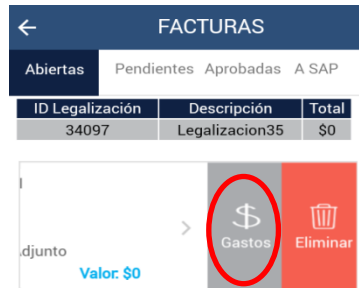 FACTURAS
Abiertas Pendientes Aprobadas A SAP
ID Legalización Descripción Total
34097 Legalizacion35 $0
Gastos Eliminar
.djunto
Valor: $0